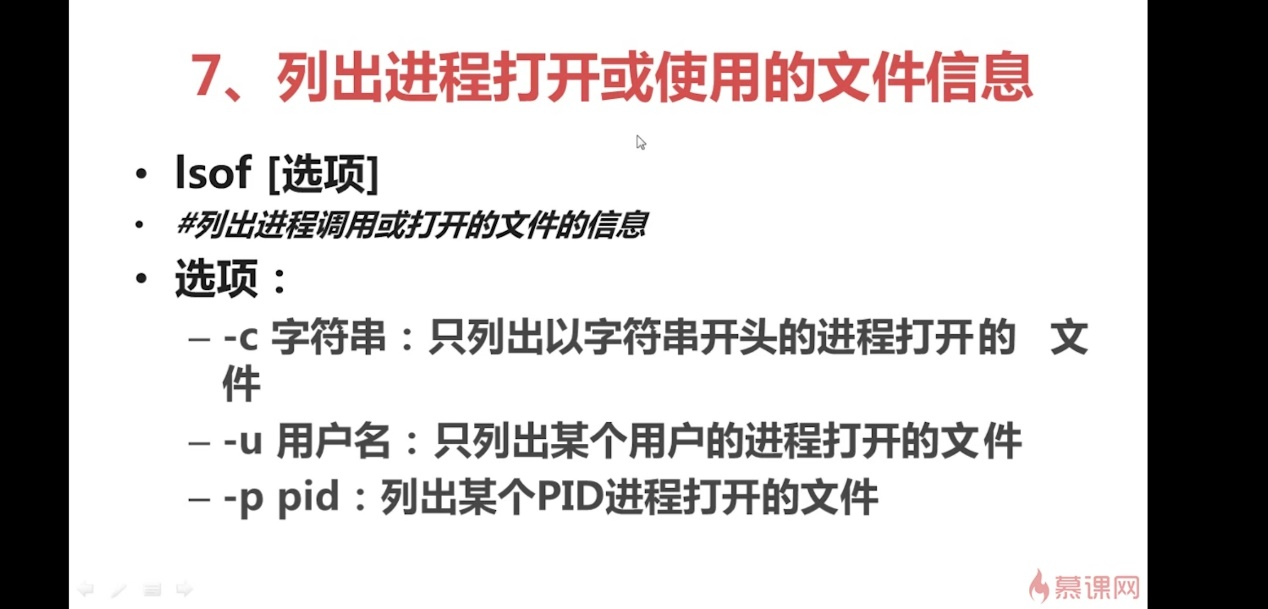 7、列出进程打开或使用的文件信息
• lsof [选项]
• #列出进程调用或打开的文件的信息
• 选项：
– -c 字符串：只列出以字符串开头的进程打开的 文
件
– -u 用户名：只列出某个用户的进程打开的文件
– -p pid：列出某个PID进程打开的文件
慕课网